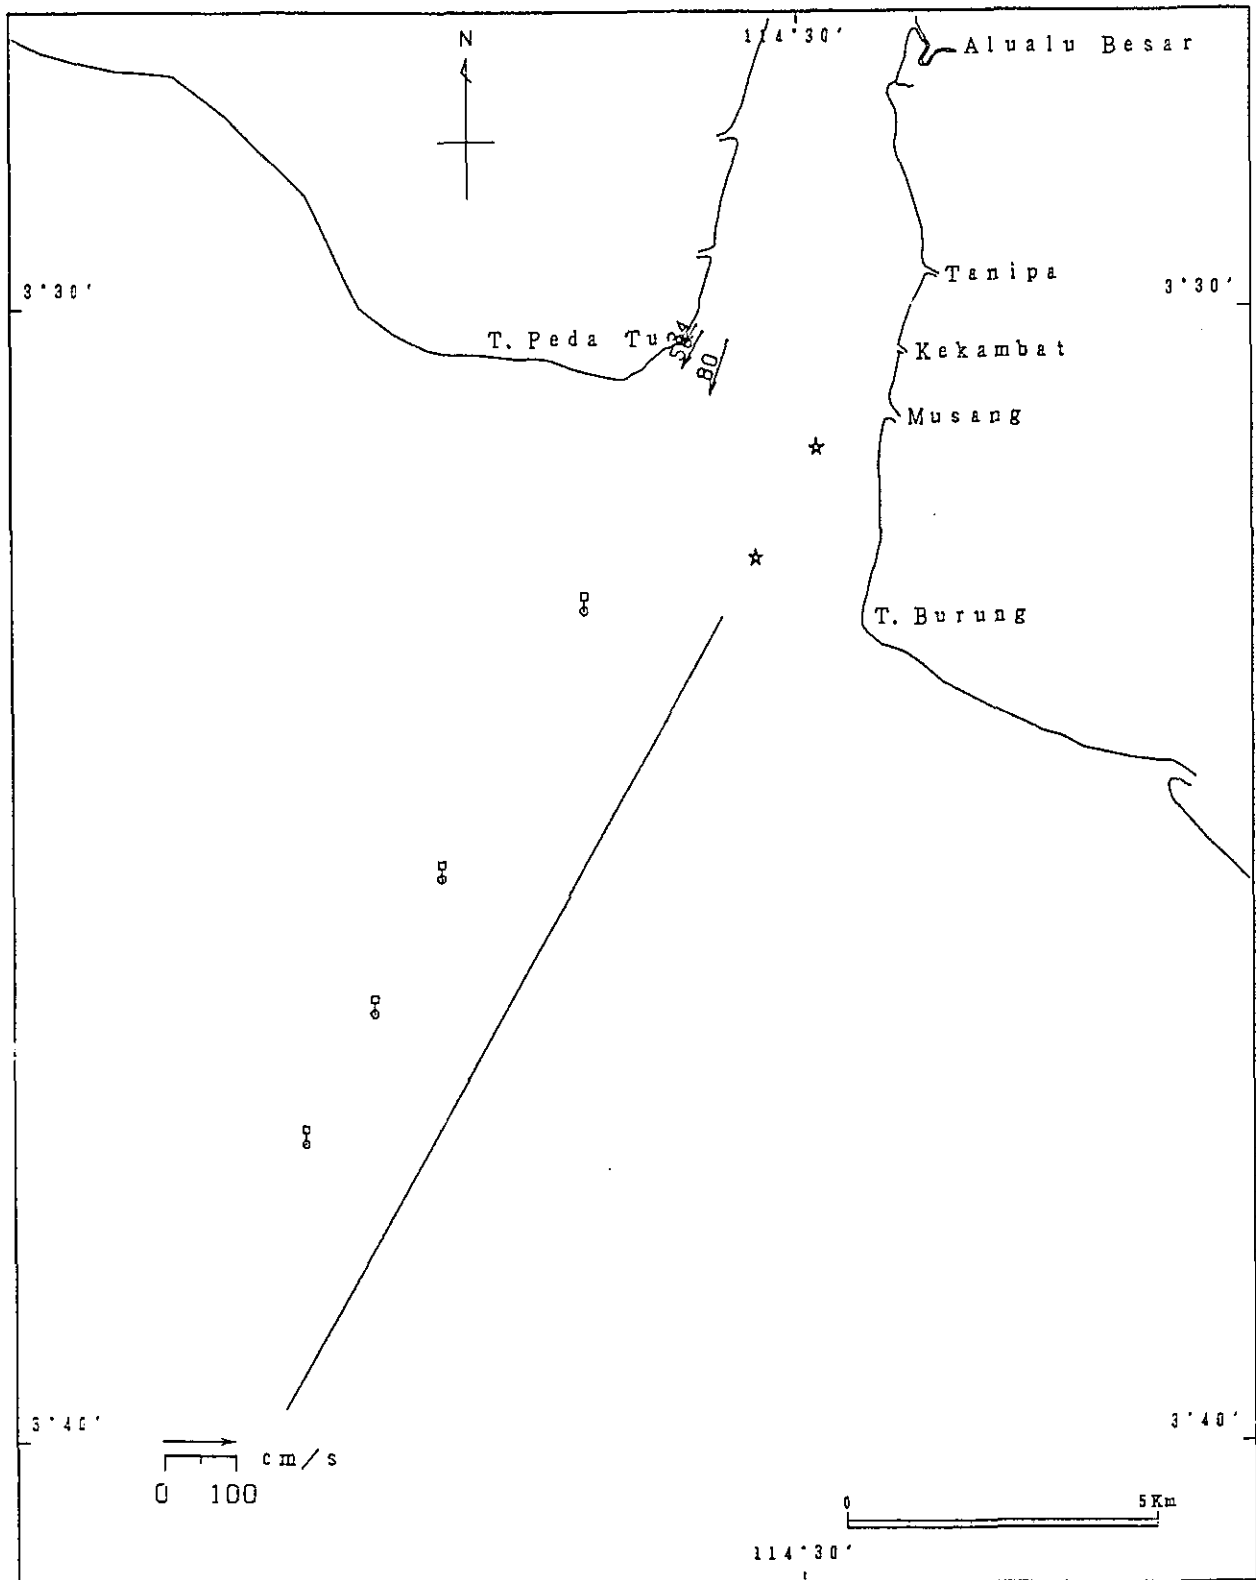 N
114°30'
Alualu Besar
Tanipa
3°30'
3°30'
T. Peda Tu
80
Kekambat
Musang
T. Burung
3°40'
3°40'
cm/s
0 100
0 5Km
114°30'